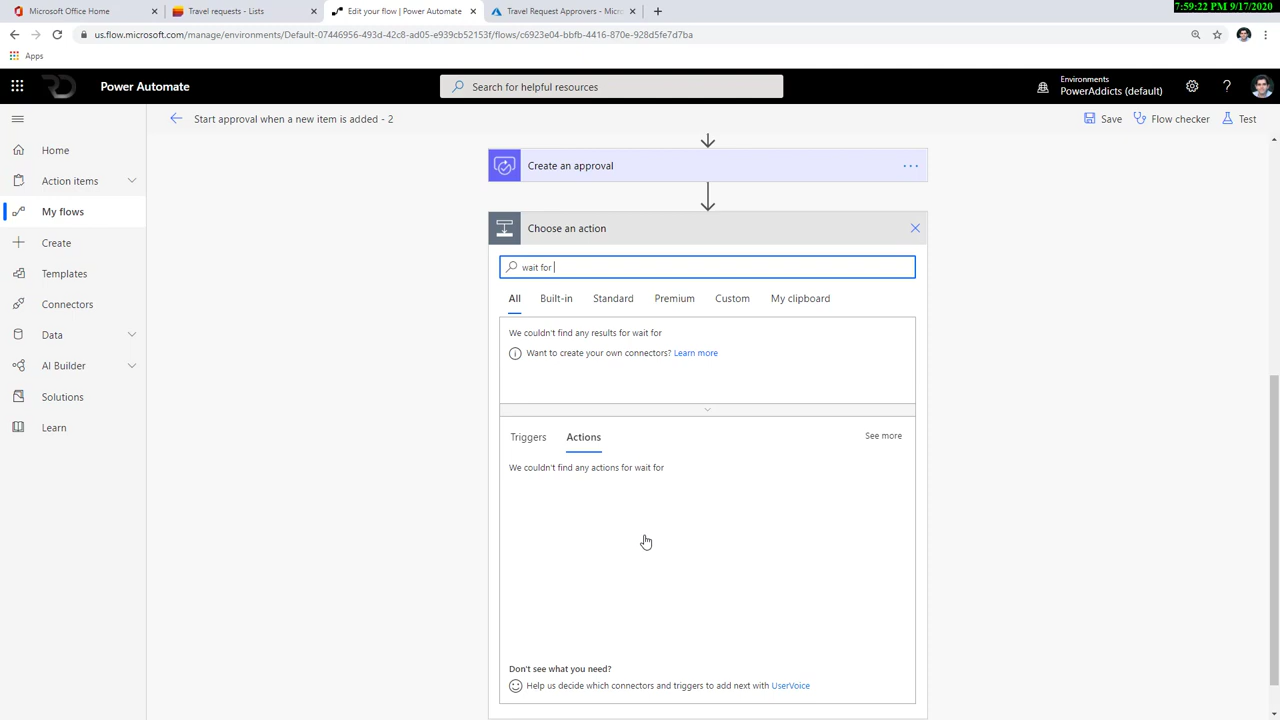 7:59:22 PM 9/17/2020
Microsoft Office Home
Travel requests - Lists
Edit your flow | Power Automate
Travel Request Approvers - Micros
us.flow.microsoft.com/manage/environments/Default-07446956-493d-42c8-ad05-e939cb52153f/flows/c6923e04-bbfb-4416-870e-928d5fe7d7ba
Apps
Power Automate
Search for helpful resources
Environments
PowerAddicts (default)
Start approval when a new item is added - 2
Save
Flow checker
Test
Home
Action items
My flows
Create
Templates
Connectors
Data
AI Builder
Solutions
Learn
Create an approval
Choose an action
wait for
All Built-in Standard Premium Custom My clipboard
We couldn't find any results for wait for
Want to create your own connectors? Learn more
Triggers Actions See more
We couldn't find any actions for wait for
Don't see what you need?
Help us decide which connectors and triggers to add next with UserVoice